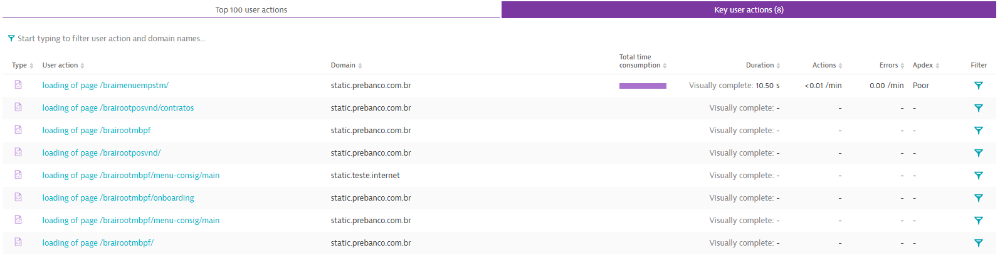 Top 100 user actions Key user actions (8)
Start typing to filter user action and domain names...
Type User action Domain Total time consumption Duration Actions Errors Apdex Filter
loading of page /braimenuempstm/ static.prebanco.com.br Visually complete: 10.50 s <0.01 /min 0.00 /min Poor
loading of page /brairootposvnd/contratos static.prebanco.com.br Visually complete: - - - -
loading of page /brairootmbpf static.prebanco.com.br Visually complete: - - - -
loading of page /brairootposvnd/ static.prebanco.com.br Visually complete: - - - -
loading of page /brairootmbpf/menu-consig/main static.teste.internet Visually complete: - - - -
loading of page /brairootmbpf/onboarding static.prebanco.com.br Visually complete: - - - -
loading of page /brairootmbpf/menu-consig/main static.prebanco.com.br Visually complete: - - - -
loading of page /brairootmbpf/ static.prebanco.com.br Visually complete: - - - -